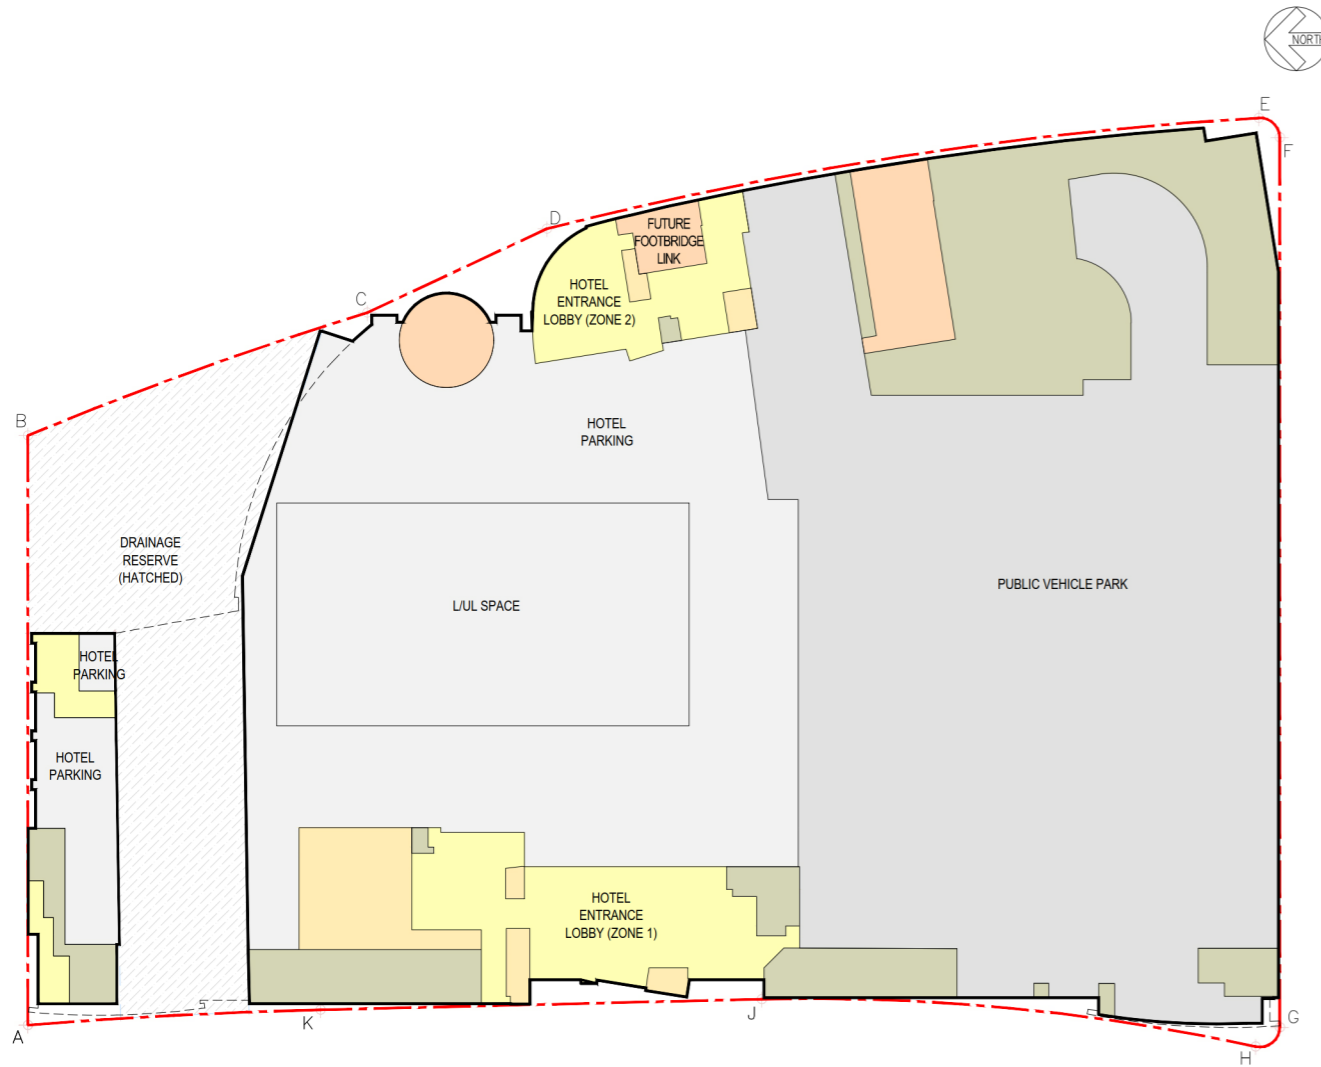 NORTH
E
F
D
FUTURE
FOOTBRIDGE
LINK
HOTEL
ENTRANCE
LOBBY (ZONE 2)
C
B
HOTEL
PARKING
DRAINAGE
RESERVE
(HATCHED)
PUBLIC VEHICLE PARK
L/UL SPACE
HOTEL
PARKING
HOTEL
PARKING
HOTEL
ENTRANCE
LOBBY (ZONE 1)
A
K
J
G
H